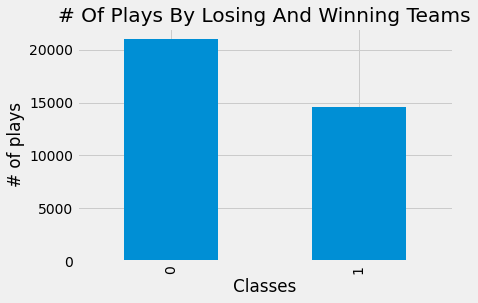 # Of Plays By Losing And Winning Teams
# of plays
20000
15000
10000
5000
0
0
1
Classes